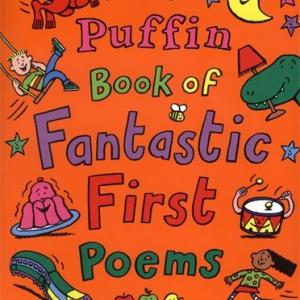 Puffin
Book of
Fantastic
First
Poems